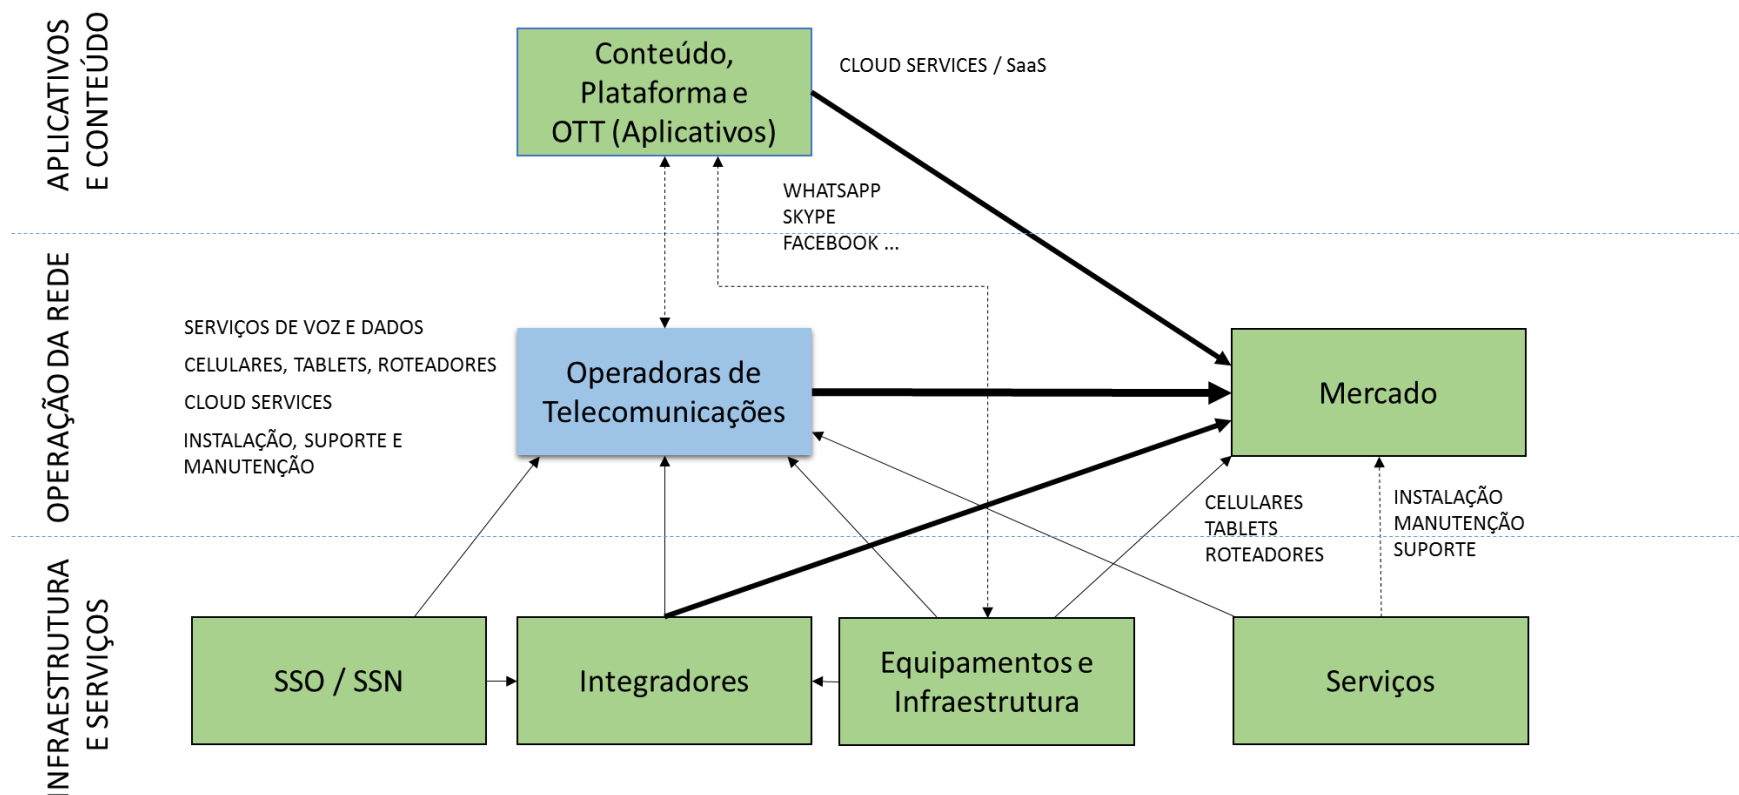 APLICATIVOS
E CONTEÚDO
Conteúdo,
Plataforma e
OTT (Aplicativos)
CLOUD SERVICES / SaaS
WHATSAPP
SKYPE
FACEBOOK ...
OPERAÇÃO DA REDE
SERVIÇOS DE VOZ E DADOS
CELULARES, TABLETS, ROTEADORES
CLOUD SERVICES
INSTALAÇÃO, SUPORTE E
MANUTENÇÃO
Operadoras de
Telecomunicações
Mercado
CELULARES
TABLETS
ROTEADORES
INSTALAÇÃO
MANUTENÇÃO
SUPORTE
INFRAESTRUTURA
E SERVIÇOS
SSO / SSN
Integradores
Equipamentos e
Infraestrutura
Serviços